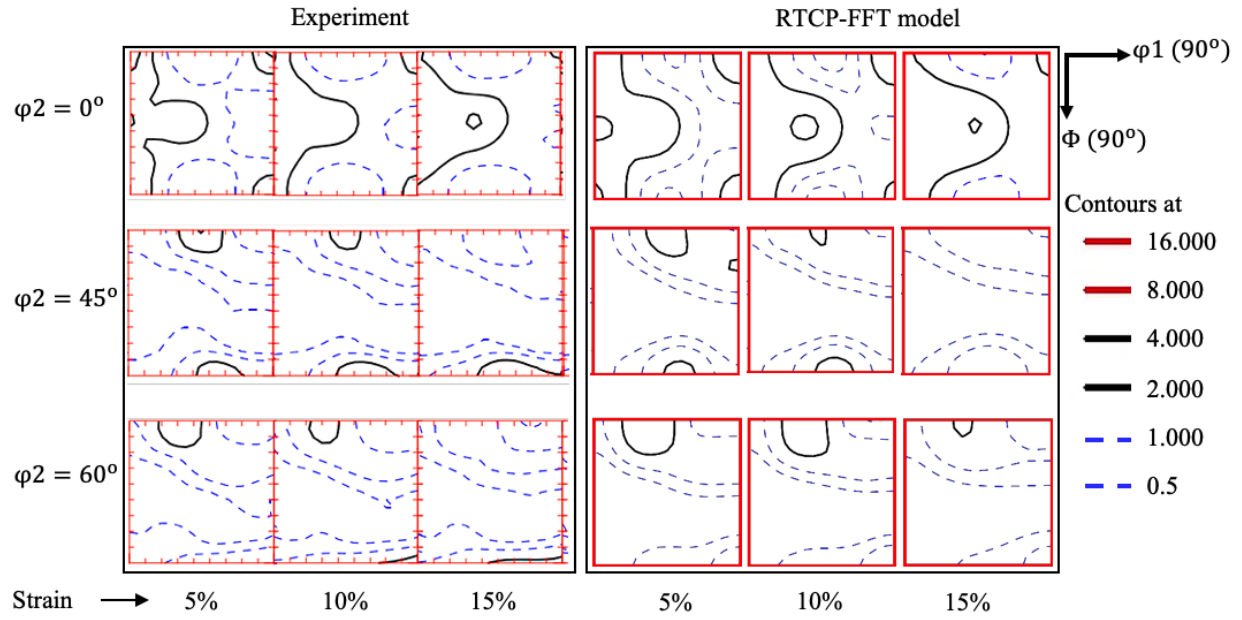 Experiment
RTCP-FFT model
φ1 (90°)
φ2 = 0°
Φ (90°)
Contours at
16.000
8.000
φ2 = 45°
4.000
2.000
1.000
φ2 = 60°
0.5
Strain 5% 10% 15% 5% 10% 15%